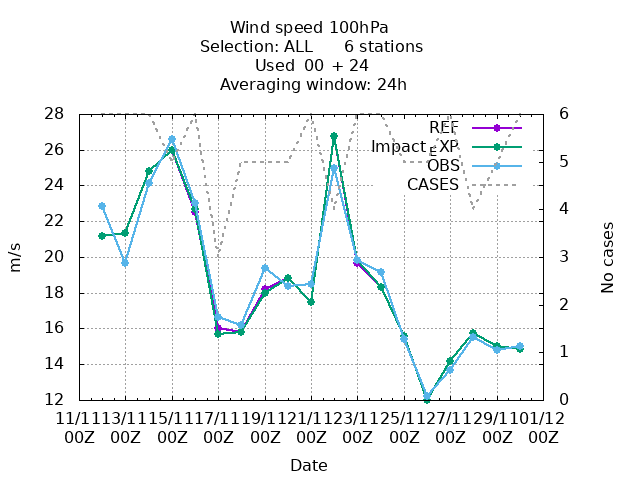 Wind speed 100hPa
Selection: ALL 6 stations
Used 00 + 24
Averaging window: 24h
28 6
REF
26 Impact_EXP 5
OBS
24 CASES
22 4
20 3
18 2
16
14 1
12 0
m/s
No cases
11/11 13/11 15/11 17/11 19/11 21/11 23/11 25/11 27/11 29/11 01/12
00Z 00Z 00Z 00Z 00Z 00Z 00Z 00Z 00Z 00Z 00Z
Date